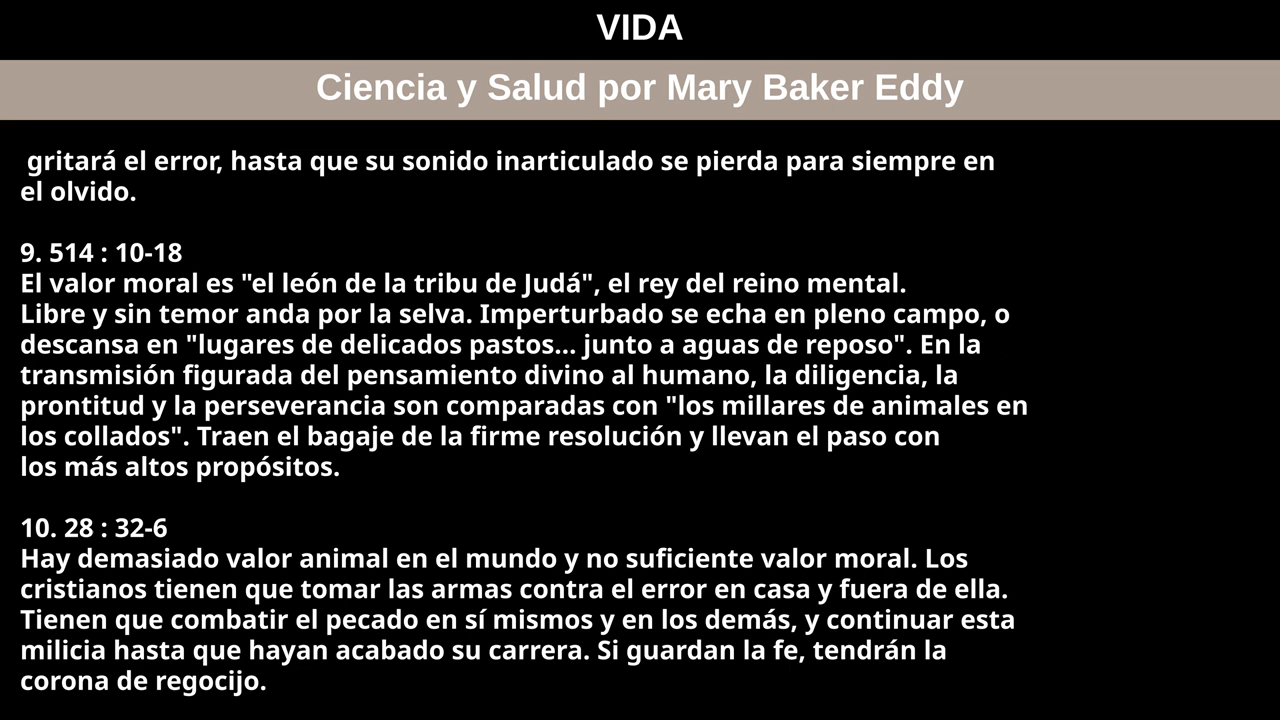 VIDA
Ciencia y Salud por Mary Baker Eddy
gritará el error, hasta que su sonido inarticulado se pierda para siempre en
el olvido.
9. 514 : 10-18
El valor moral es "el león de la tribu de Judá", el rey del reino mental.
Libre y sin temor anda por la selva. Imperturbado se echa en pleno campo, o
descansa en "lugares de delicados pastos... junto a aguas de reposo". En la
transmisión figurada del pensamiento divino al humano, la diligencia, la
prontitud y la perseverancia son comparadas con "los millares de animales en
los collados". Traen el bagaje de la firme resolución y llevan el paso con
los más altos propósitos.
10. 28 : 32-6
Hay demasiado valor animal en el mundo y no suficiente valor moral. Los
cristianos tienen que tomar las armas contra el error en casa y fuera de ella.
Tienen que combatir el pecado en sí mismos y en los demás, y continuar esta
milicia hasta que hayan acabado su carrera. Si guardan la fe, tendrán la
corona de regocijo.